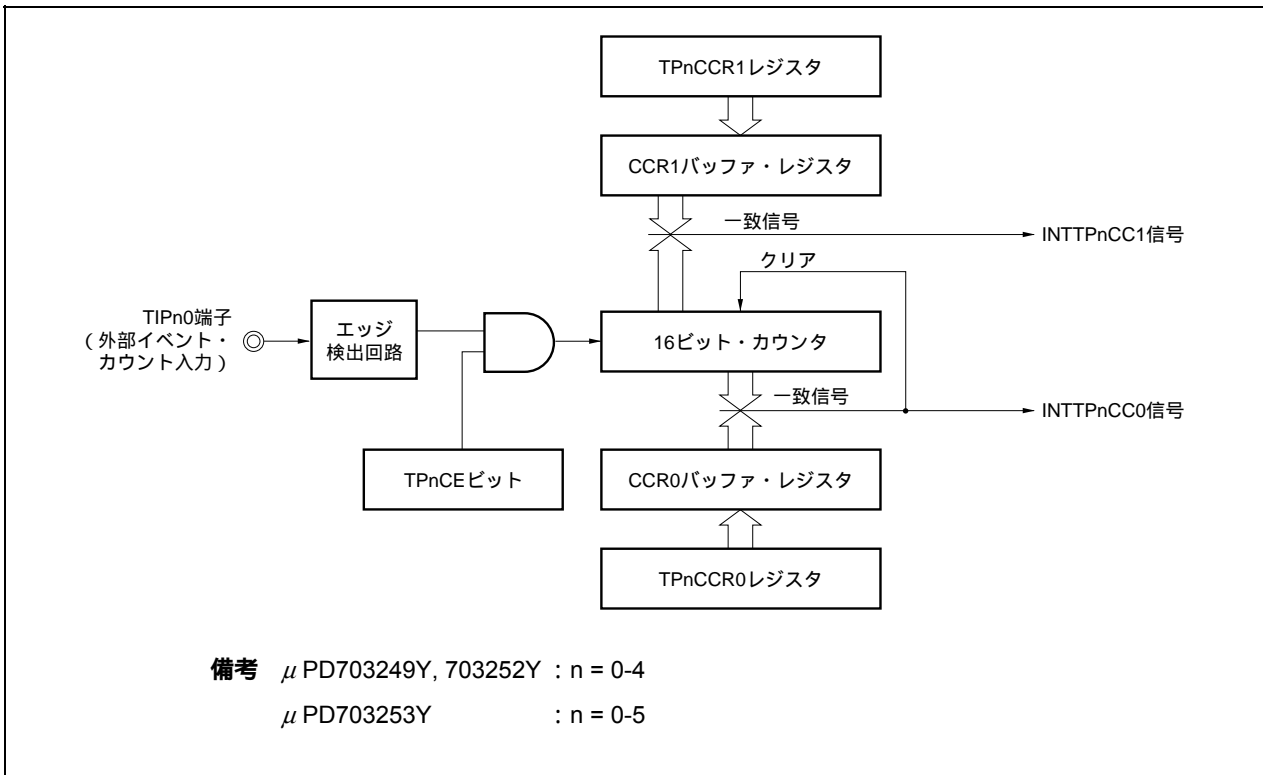 TPnCCR1レジスタ
CCR1バッファ・レジスタ
一致信号
INTTPnCC1信号
クリア
TIPn0端子
（外部イベント・
カウント入力）
エッジ
検出回路
16ビット・カウンタ
一致信号
INTTPnCC0信号
TPnCEビット
CCR0バッファ・レジスタ
TPnCCR0レジスタ
備考 μ PD703249Y, 703252Y : n = 0-4
μ PD703253Y : n = 0-5